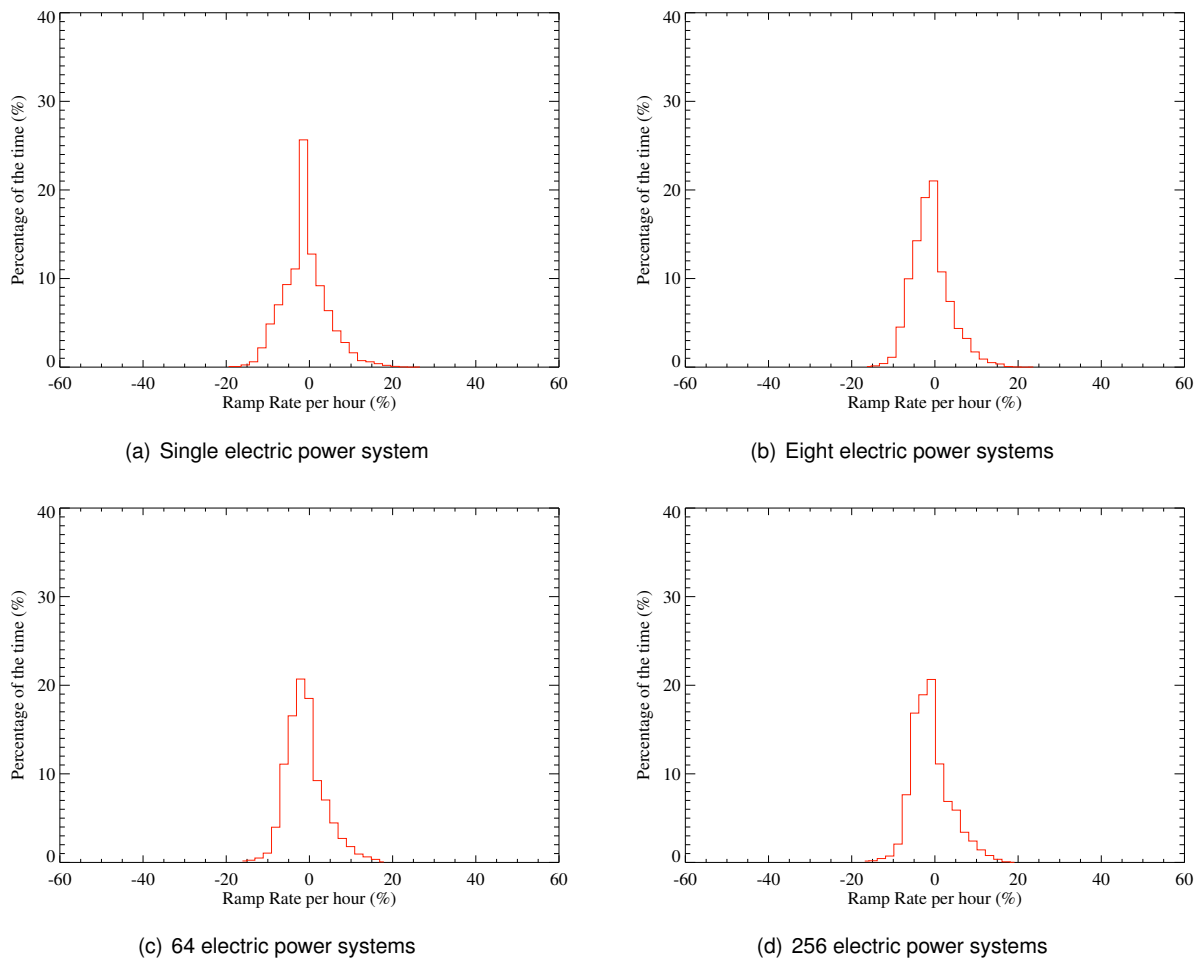 40
30
20
10
0
Percentage of the time (%)
-60 -40 -20 0 20 40 60
Ramp Rate per hour (%)
(a) Single electric power system
40
30
20
10
0
Percentage of the time (%)
-60 -40 -20 0 20 40 60
Ramp Rate per hour (%)
(b) Eight electric power systems
40
30
20
10
0
Percentage of the time (%)
-60 -40 -20 0 20 40 60
Ramp Rate per hour (%)
(c) 64 electric power systems
40
30
20
10
0
Percentage of the time (%)
-60 -40 -20 0 20 40 60
Ramp Rate per hour (%)
(d) 256 electric power systems